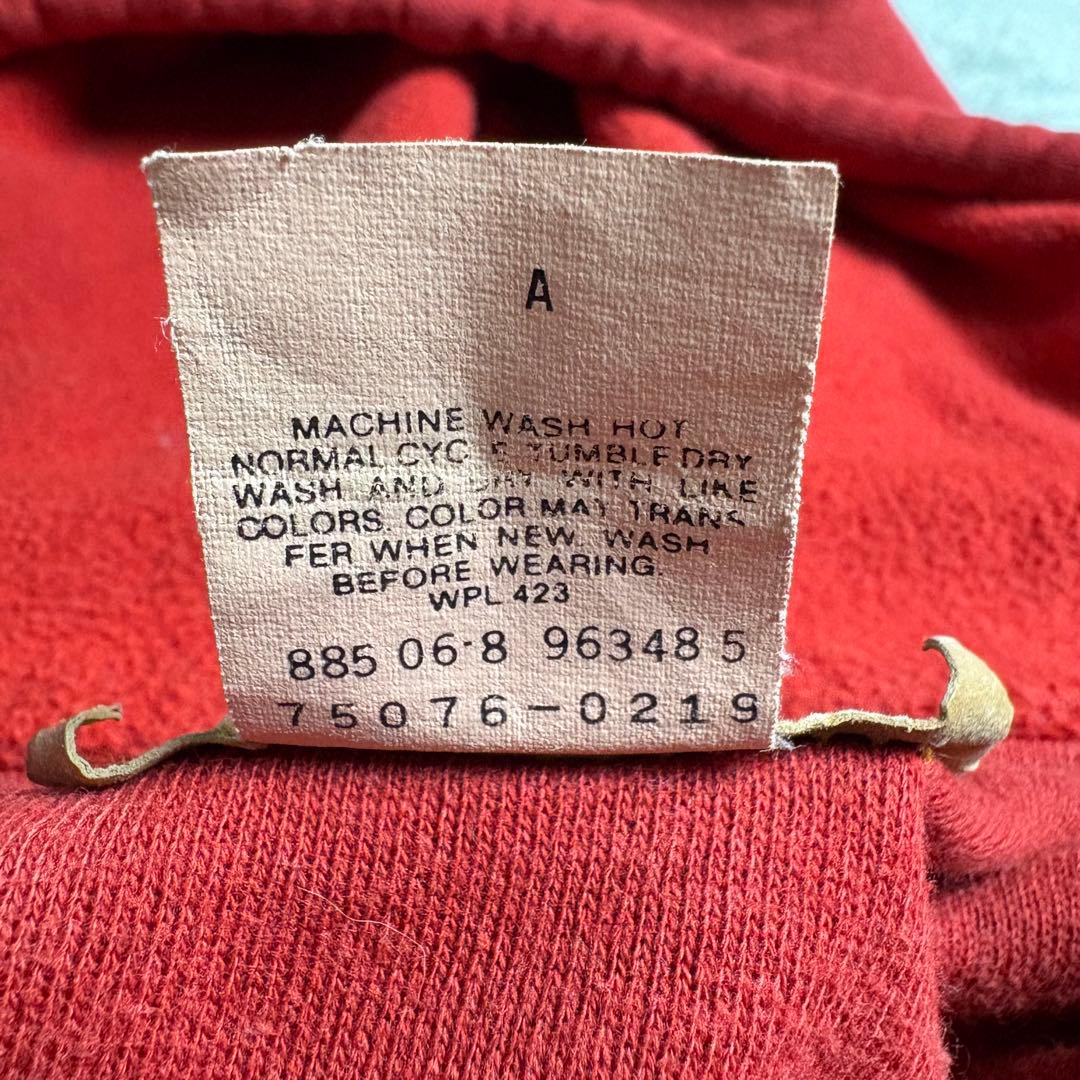 A
MACHINE WASH HOT
NORMAL CYCLE TUMBLE DRY
WASH AND DRY WITH LIKE
COLORS. COLOR MAY TRANS
FER WHEN NEW. WASH
BEFORE WEARING.
WPL 423
885 06-8 963485
75076-0219